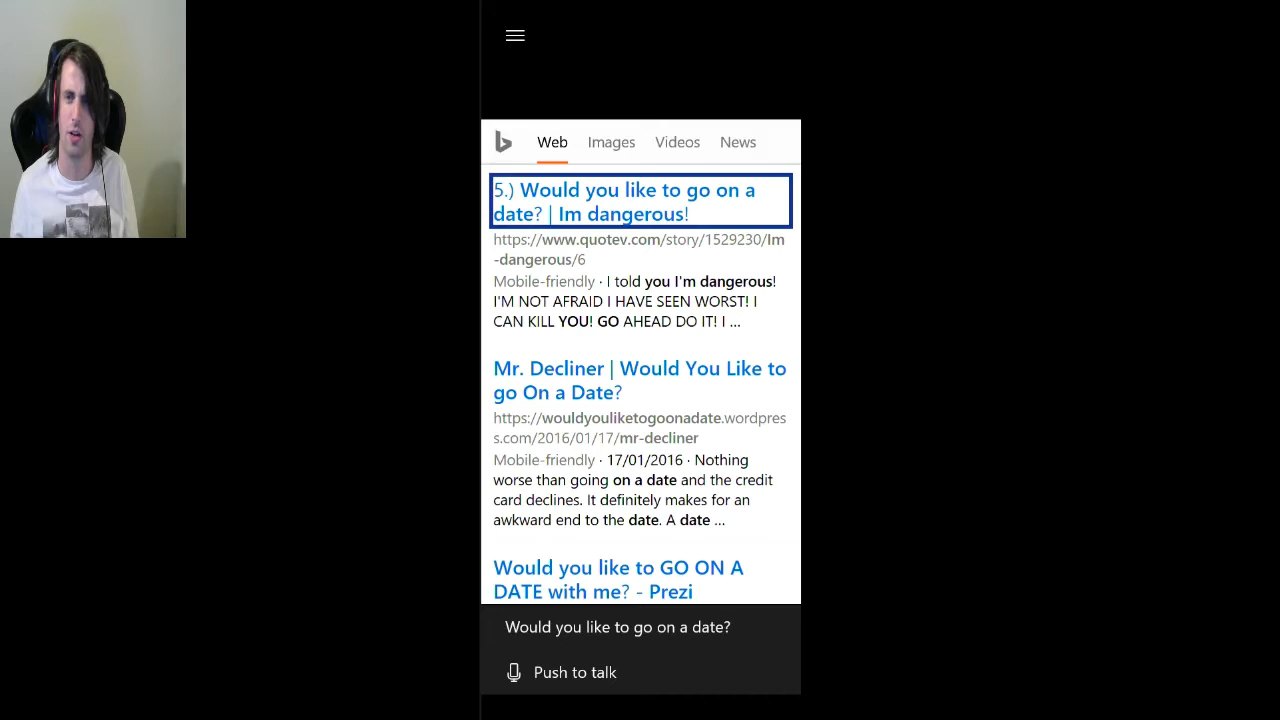 Web Images Videos News
5.) Would you like to go on a
date? | Im dangerous!
https://www.quotev.com/story/1529230/Im
-dangerous/6
Mobile-friendly · I told you I'm dangerous!
I'M NOT AFRAID I HAVE SEEN WORST! I
CAN KILL YOU! GO AHEAD DO IT! I ...
Mr. Decliner | Would You Like to
go On a Date?
https://wouldyouliketogoonadate.wordpres
s.com/2016/01/17/mr-decliner
Mobile-friendly · 17/01/2016 · Nothing
worse than going on a date and the credit
card declines. It definitely makes for an
awkward end to the date. A date ...
Would you like to GO ON A
DATE with me? - Prezi
Would you like to go on a date?
Push to talk